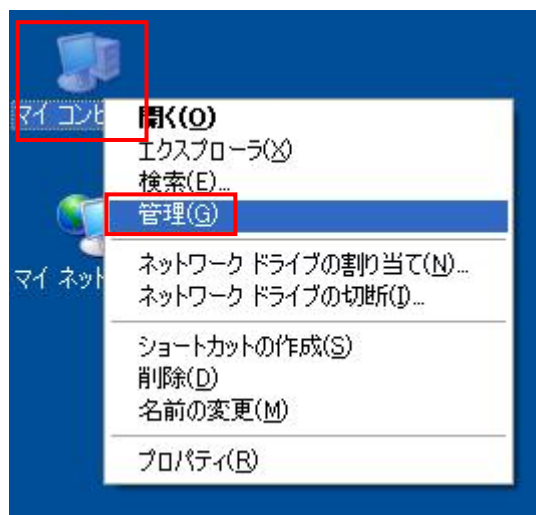 マイ コンピ
開く(O)
エクスプローラ(X)
検索(E)...
管理(G)
マイ ネット
ネットワーク ドライブの割り当て(N)...
ネットワーク ドライブの切断(I)...
ショートカットの作成(S)
削除(D)
名前の変更(M)
プロパティ(R)